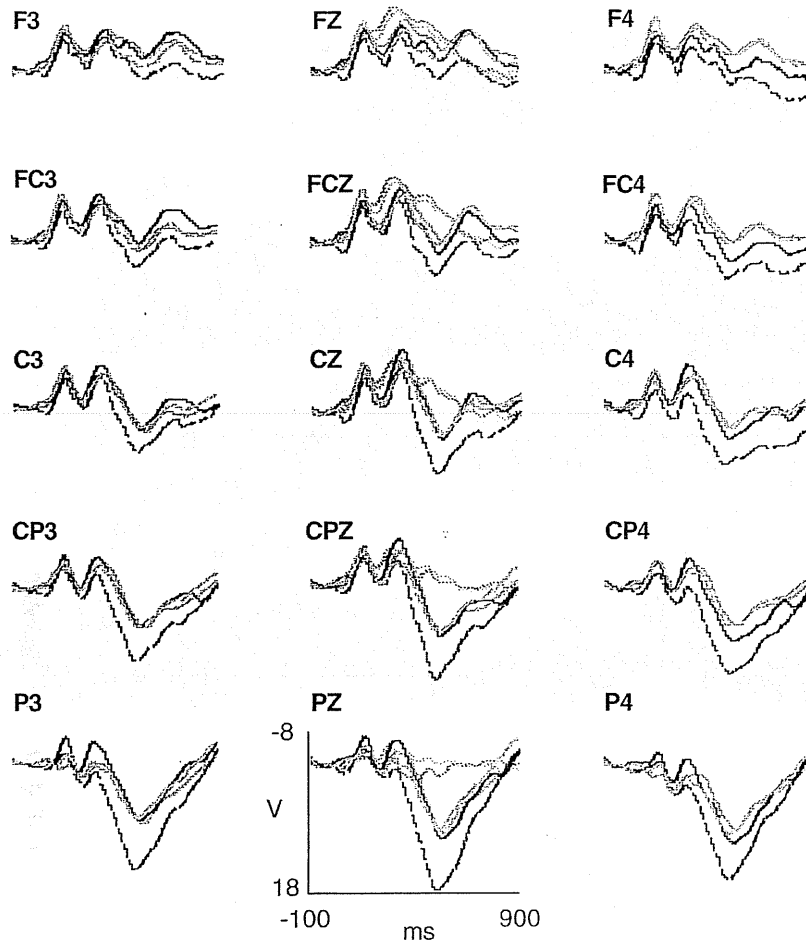 F3 FZ F4
FC3 FCZ FC4
C3 CZ C4
CP3 CPZ CP4
P3 PZ P4
-8
V
18
-100 900
ms